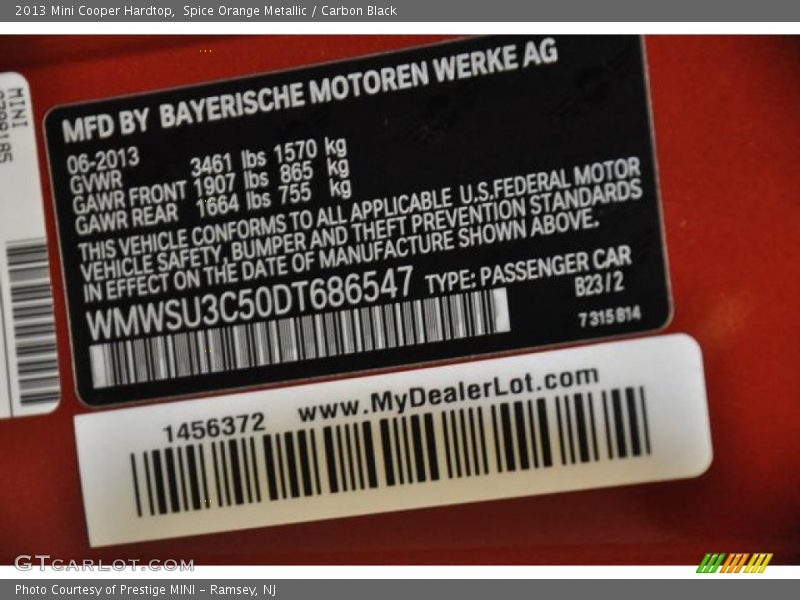 2013 Mini Cooper Hardtop,  Spice Orange Metallic / Carbon Black
MINI
MFD BY BAYERISCHE MOTOREN WERKE AG
06-2013
GVWR 3461 lbs 1570 kg
GAWR FRONT 1907 lbs 865 kg
GAWR REAR 1664 lbs 755 kg
THIS VEHICLE CONFORMS TO ALL APPLICABLE U.S.FEDERAL MOTOR
VEHICLE SAFETY, BUMPER AND THEFT PREVENTION STANDARDS
IN EFFECT ON THE DATE OF MANUFACTURE SHOWN ABOVE.
WMWSU3C50DT686547 TYPE: PASSENGER CAR
B23/2
7315814
1456372 www.MyDealerLot.com
GTCARLOT.COM
Photo Courtesy of Prestige MINI - Ramsey, NJ